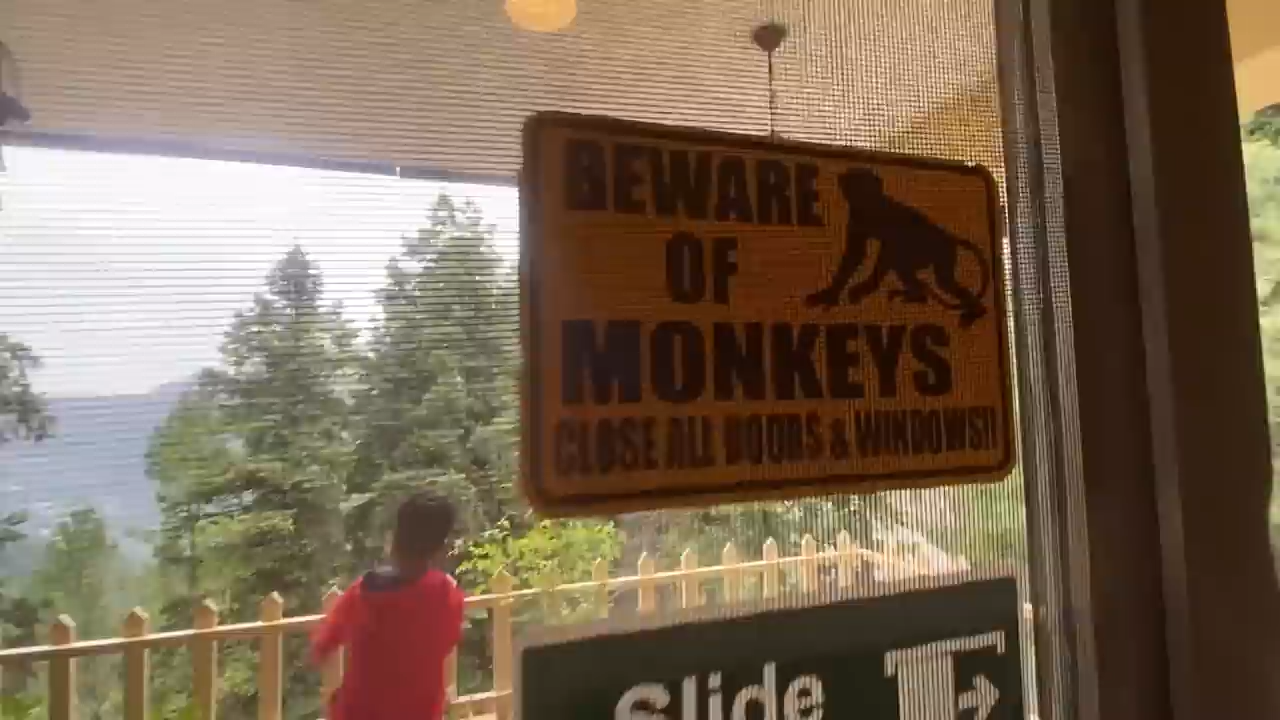 BEWARE
OF
MONKEYS
CLOSE ALL DOORS & WINDOWS!!
Slide